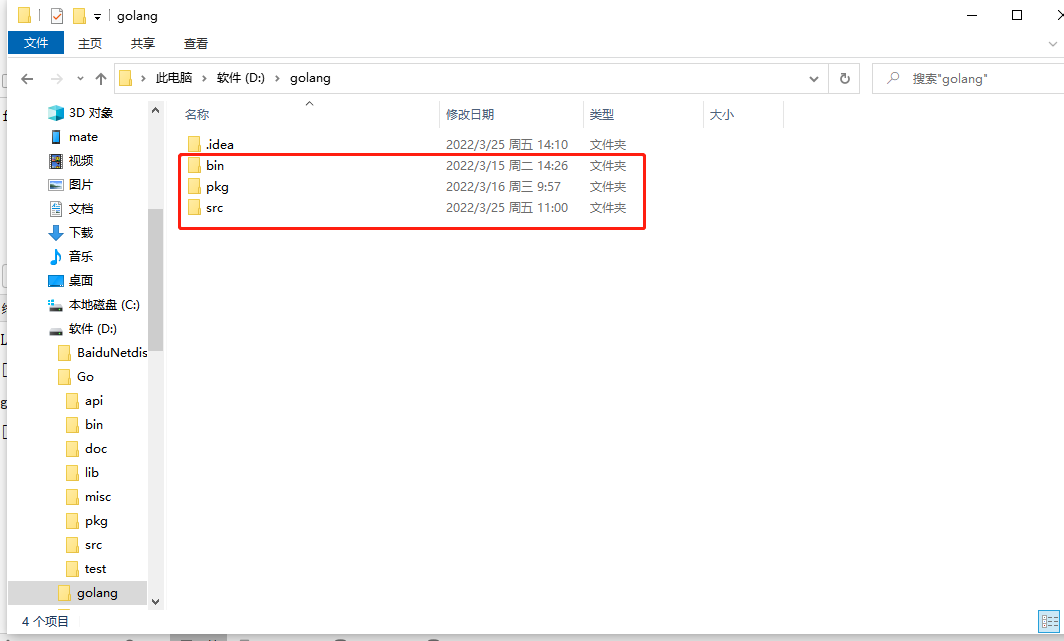 golang
文件 主页 共享 查看
此电脑 软件 (D:) golang 搜索"golang"
3D 对象
mate
视频
图片
文档
下载
音乐
桌面
本地磁盘 (C:)
软件 (D:)
BaiduNetdis
Go
api
bin
doc
lib
misc
pkg
src
test
golang
名称 修改日期 类型 大小
.idea 2022/3/25 周五 14:10 文件夹
bin 2022/3/15 周二 14:26 文件夹
pkg 2022/3/16 周三 9:57 文件夹
src 2022/3/25 周五 11:00 文件夹
4 个项目